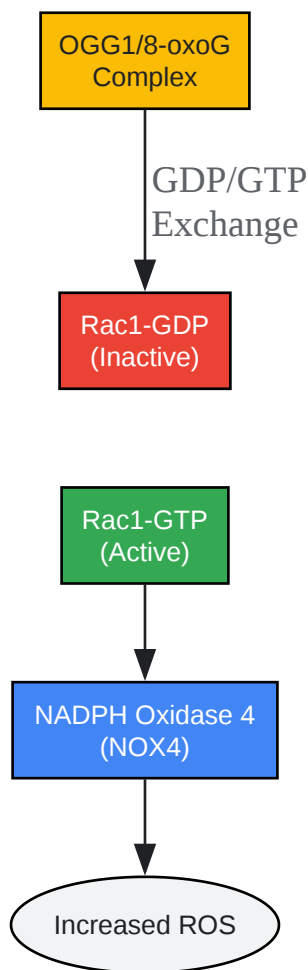 OGG1/8-oxoG
Complex
GDP/GTP
Exchange
Rac1-GDP
(Inactive)
Rac1-GTP
(Active)
NADPH Oxidase 4
(NOX4)
Increased ROS